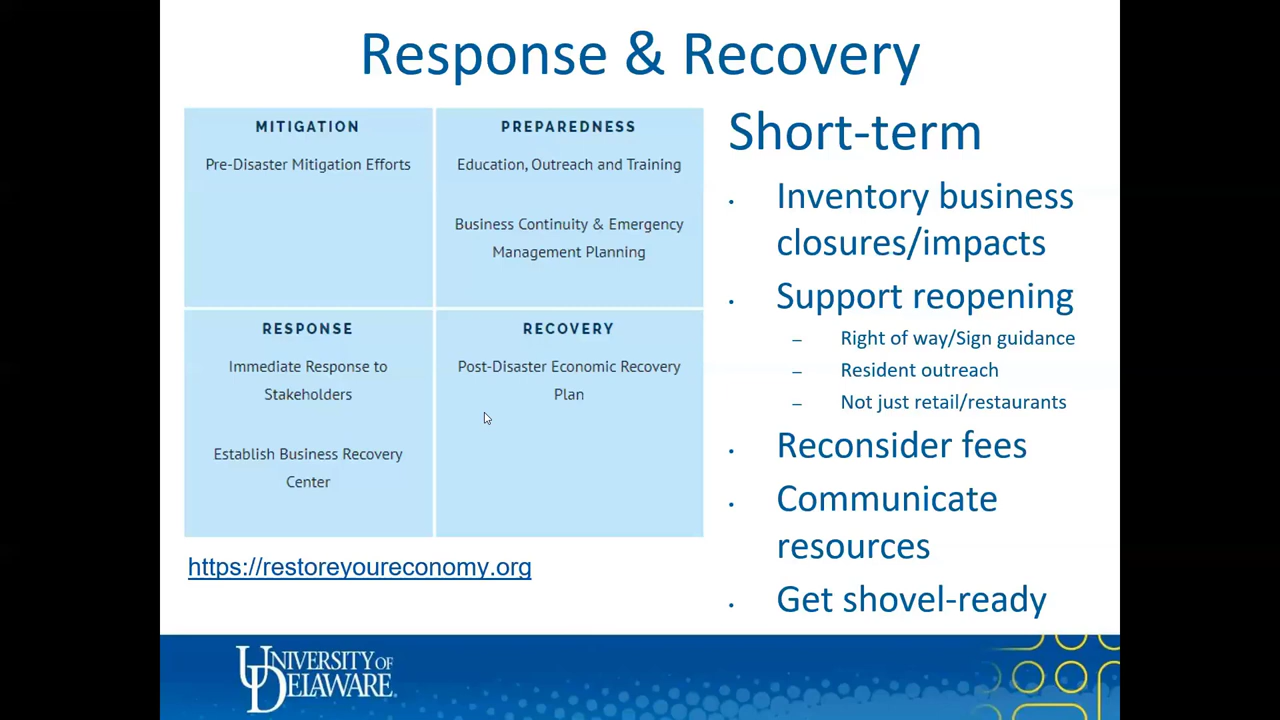 Response & Recovery
MITIGATION
Pre-Disaster Mitigation Efforts
PREPAREDNESS
Education, Outreach and Training
Business Continuity & Emergency
Management Planning
RESPONSE
Immediate Response to
Stakeholders
Establish Business Recovery
Center
RECOVERY
Post-Disaster Economic Recovery
Plan
https://restoreyoureconomy.org
Short-term
• Inventory business
closures/impacts
• Support reopening
– Right of way/Sign guidance
– Resident outreach
– Not just retail/restaurants
• Reconsider fees
• Communicate
resources
• Get shovel-ready
UNIVERSITY OF
DELAWARE